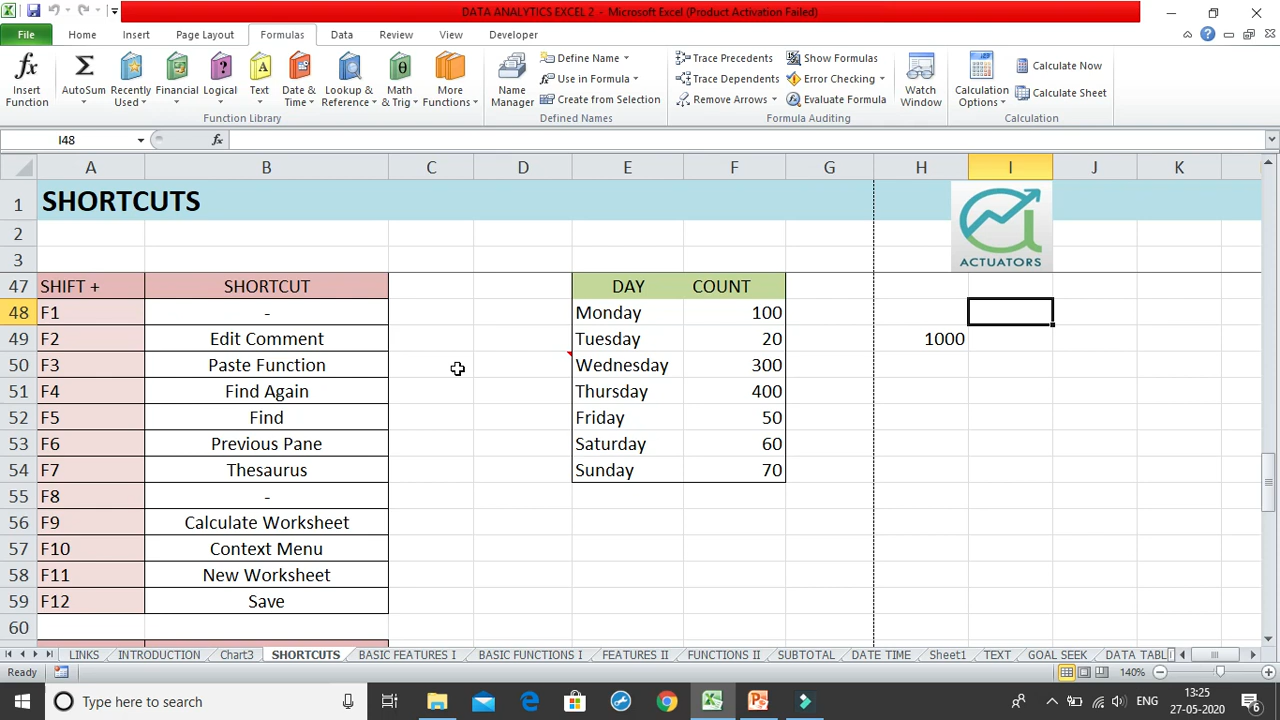 DATA ANALYTICS EXCEL 2 - Microsoft Excel (Product Activation Failed)
File Home Insert Page Layout Formulas Data Review View Developer
Insert Function
AutoSum
Recently Used
Financial
Logical
Text
Date & Time
Lookup & Reference
Math & Trig
More Functions
Function Library
Name Manager
Define Name
Use in Formula
Create from Selection
Defined Names
Trace Precedents
Trace Dependents
Remove Arrows
Show Formulas
Error Checking
Evaluate Formula
Formula Auditing
Watch Window
Calculation Options
Calculate Now
Calculate Sheet
Calculation
I48 fx
A B C D E F G H I J K
1 SHORTCUTS
ACTUATORS
2
3
47 SHIFT + SHORTCUT DAY COUNT
48 F1 - Monday 100
49 F2 Edit Comment Tuesday 20 1000
50 F3 Paste Function Wednesday 300
51 F4 Find Again Thursday 400
52 F5 Find Friday 50
53 F6 Previous Pane Saturday 60
54 F7 Thesaurus Sunday 70
55 F8 -
56 F9 Calculate Worksheet
57 F10 Context Menu
58 F11 New Worksheet
59 F12 Save
60
LINKS INTRODUCTION Chart3 SHORTCUTS BASIC FEATURES I BASIC FUNCTIONS I FEATURES II FUNCTIONS II SUBTOTAL DATE TIME Sheet1 TEXT GOAL SEEK DATA TABL
Ready 140%
Type here to search ENG 13:25
27-05-2020
6